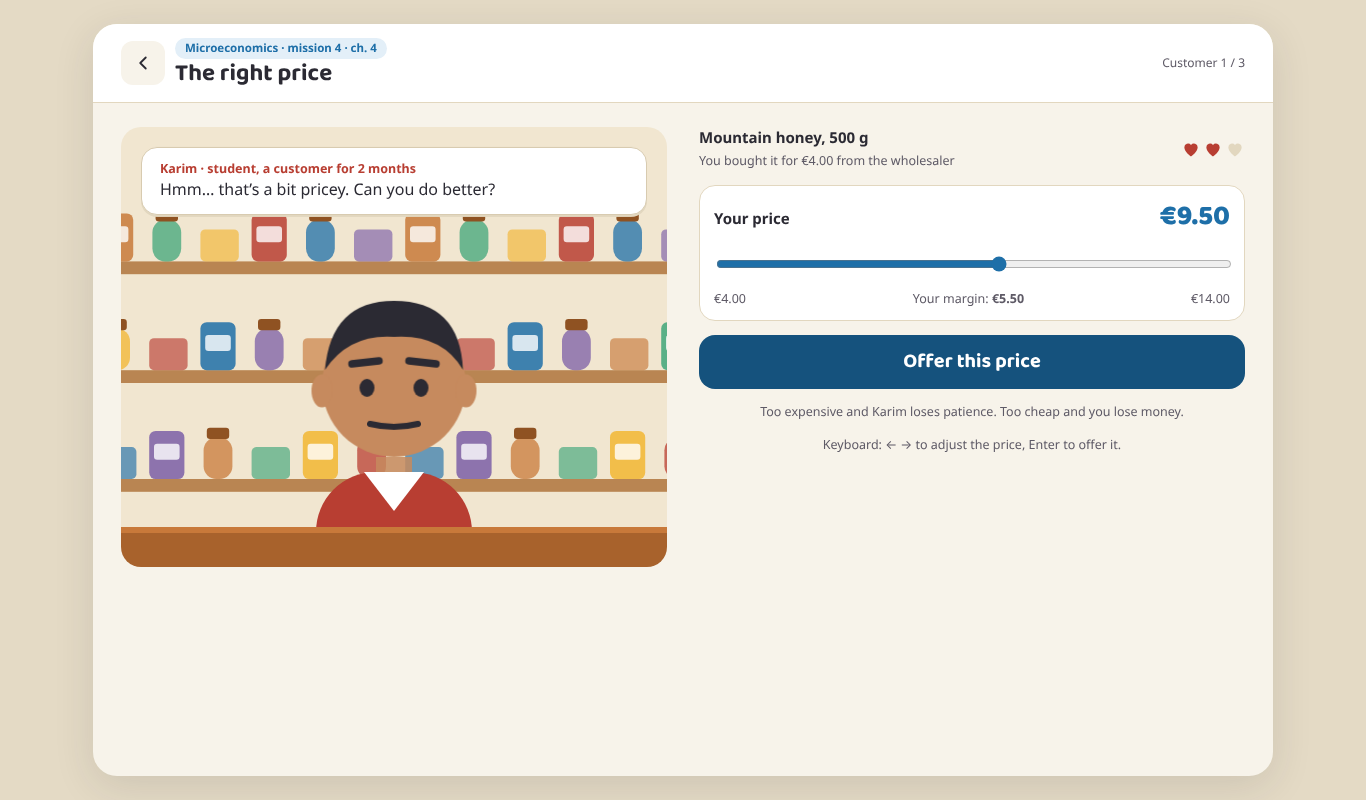 Microeconomics · mission 4 · ch. 4
The right price
Customer 1 / 3
Karim · student, a customer for 2 months
Hmm… that’s a bit pricey. Can you do better?
Mountain honey, 500 g
You bought it for €4.00 from the wholesaler
Your price
€9.50
€4.00
Your margin: €5.50
€14.00
Offer this price
Too expensive and Karim loses patience. Too cheap and you lose money.
Keyboard: ← → to adjust the price, Enter to offer it.